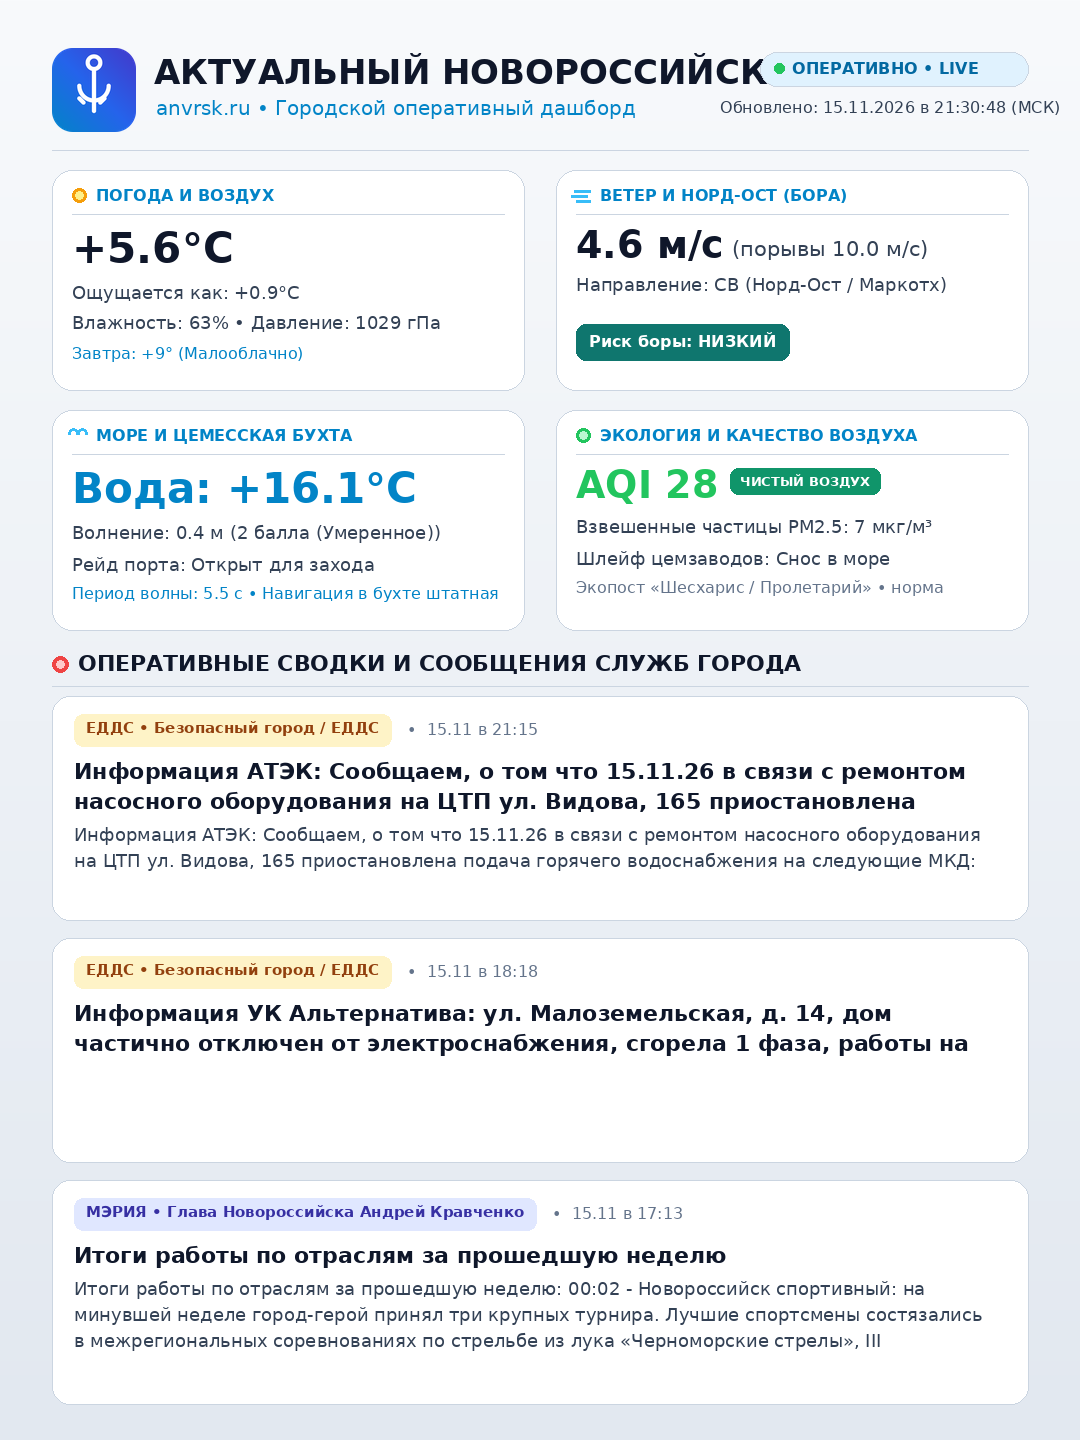 АКТУАЛЬНЫЙ НОВОРОССИЙСК
ОПЕРАТИВНО • LIVE
anvrsk.ru • Городской оперативный дашборд
Обновлено: 15.11.2026 в 21:30:48 (МСК)
ПОГОДА И ВОЗДУХ
+5.6°C
Ощущается как: +0.9°C
Влажность: 63% • Давление: 1029 гПа
Завтра: +9° (Малооблачно)
ВЕТЕР И НОРД-ОСТ (БОРА)
4.6 м/с (порывы 10.0 м/с)
Направление: СВ (Норд-Ост / Маркотх)
Риск боры: НИЗКИЙ
МОРЕ И ЦЕМЕССКАЯ БУХТА
Вода: +16.1°C
Волнение: 0.4 м (2 балла (Умеренное))
Рейд порта: Открыт для захода
Период волны: 5.5 с • Навигация в бухте штатная
ЭКОЛОГИЯ И КАЧЕСТВО ВОЗДУХА
AQI 28 ЧИСТЫЙ ВОЗДУХ
Взвешенные частицы PM2.5: 7 мкг/м³
Шлейф цемзаводов: Снос в море
Экопост «Шесхарис / Пролетарий» • норма
ОПЕРАТИВНЫЕ СВОДКИ И СООБЩЕНИЯ СЛУЖБ ГОРОДА
ЕДДС • Безопасный город / ЕДДС • 15.11 в 21:15
Информация АТЭК: Сообщаем, о том что 15.11.26 в связи с ремонтом
насосного оборудования на ЦТП ул. Видова, 165 приостановлена
Информация АТЭК: Сообщаем, о том что 15.11.26 в связи с ремонтом насосного оборудования
на ЦТП ул. Видова, 165 приостановлена подача горячего водоснабжения на следующие МКД:
ЕДДС • Безопасный город / ЕДДС • 15.11 в 18:18
Информация УК Альтернатива: ул. Малоземельская, д. 14, дом
частично отключен от электроснабжения, сгорела 1 фаза, работы на
МЭРИЯ • Глава Новороссийска Андрей Кравченко • 15.11 в 17:13
Итоги работы по отраслям за прошедшую неделю
Итоги работы по отраслям за прошедшую неделю: 00:02 - Новороссийск спортивный: на
минувшей неделе город-герой принял три крупных турнира. Лучшие спортсмены состязались
в межрегиональных соревнованиях по стрельбе из лука «Черноморские стрелы», III